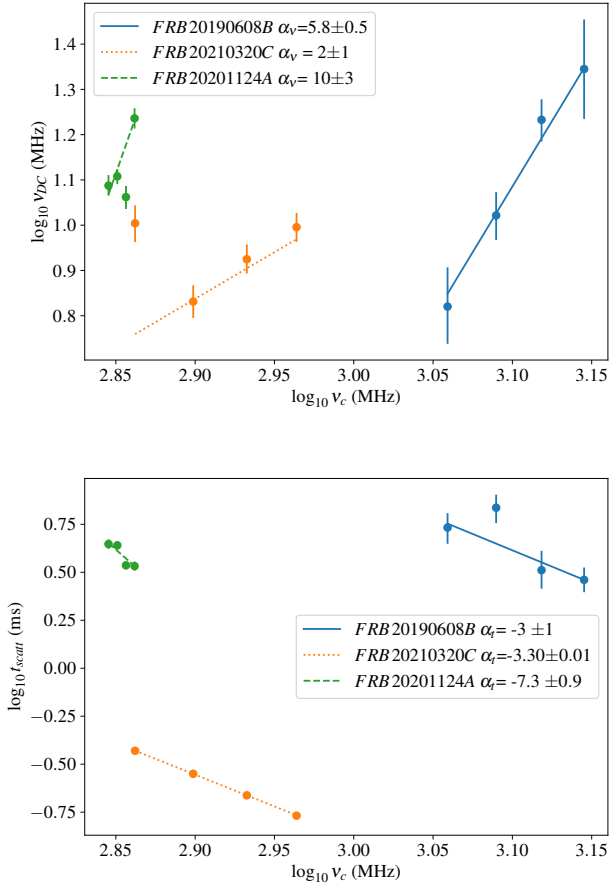 FRB20190608B αν=5.8±0.5
FRB20210320C αν = 2±1
FRB20201124A αν = 10±3
1.4
1.3
1.2
1.1
1.0
0.9
0.8
log10 νDC (MHz)
2.85 2.90 2.95 3.00 3.05 3.10 3.15
log10 νc (MHz)
0.75
0.50
0.25
0.00
−0.25
−0.50
−0.75
log10 tscatt (ms)
FRB20190608B αt= -3 ±1
FRB20210320C αt=-3.30±0.01
FRB20201124A αt= -7.3 ±0.9
2.85 2.90 2.95 3.00 3.05 3.10 3.15
log10 νc (MHz)